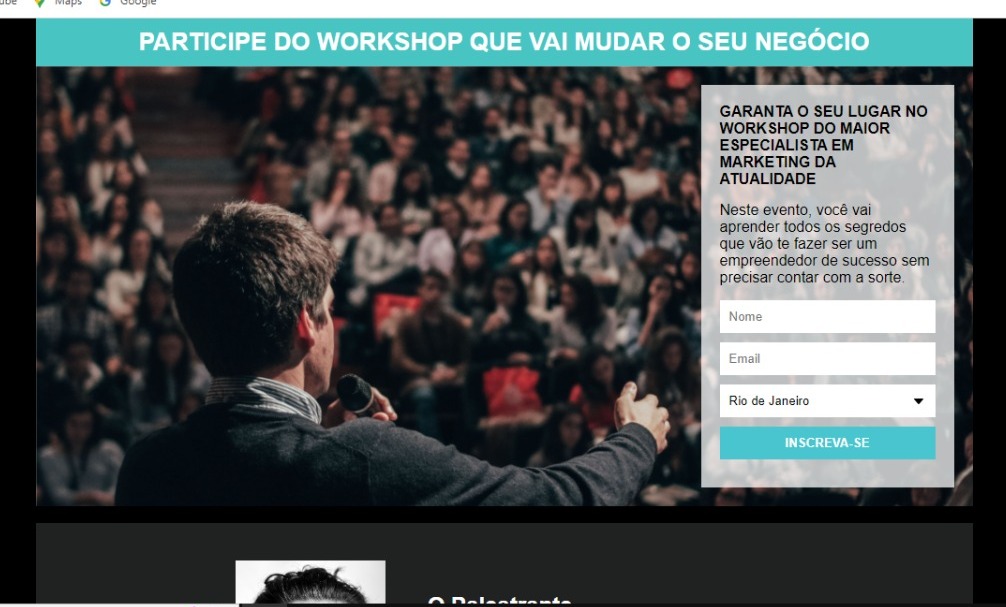 Maps Google
PARTICIPE DO WORKSHOP QUE VAI MUDAR O SEU NEGÓCIO
GARANTA O SEU LUGAR NO
WORKSHOP DO MAIOR
ESPECIALISTA EM
MARKETING DA
ATUALIDADE
Neste evento, você vai
aprender todos os segredos
que vão te fazer ser um
empreendedor de sucesso sem
precisar contar com a sorte.
Nome
Email
Rio de Janeiro
INSCREVA-SE
O Palestrante